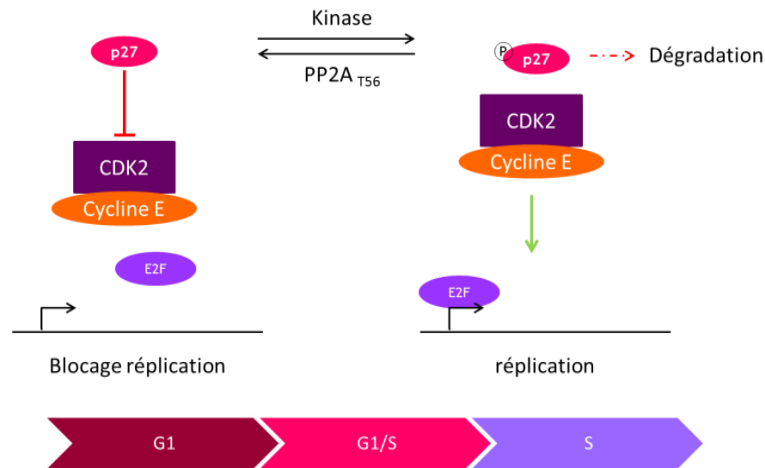 Kinase
p27
PP2A T56
P
p27
Dégradation
CDK2
Cycline E
CDK2
Cycline E
E2F
E2F
Blocage réplication
réplication
G1
G1/S
S